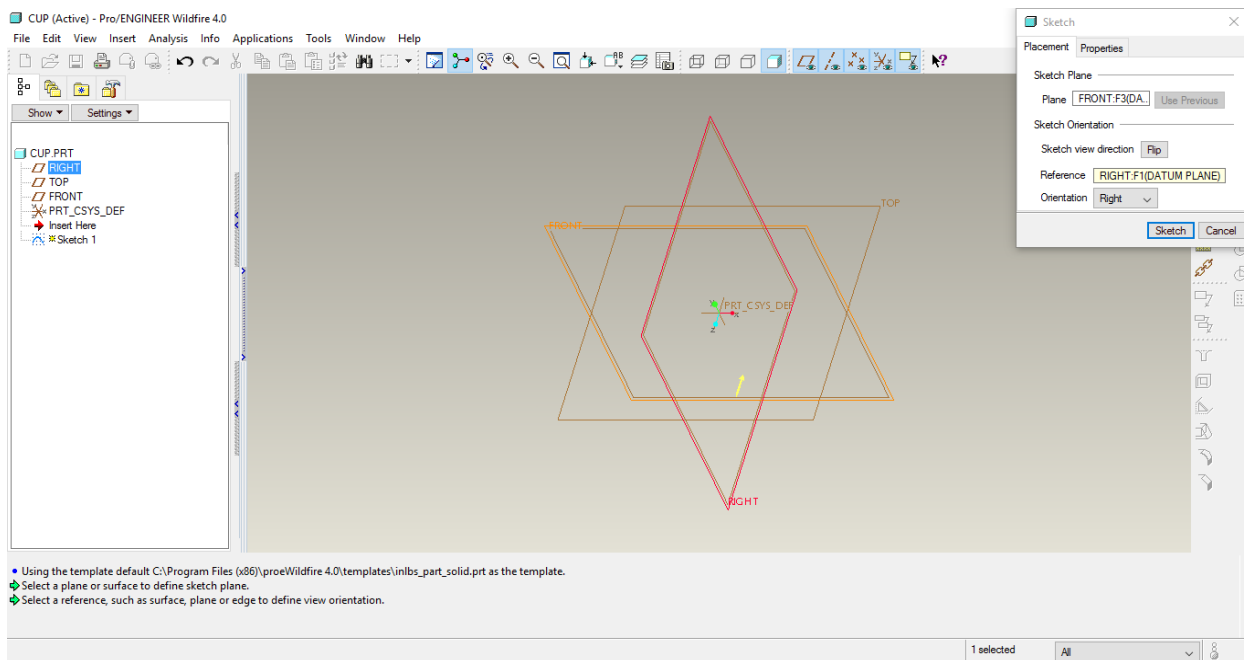 CUP (Active) - Pro/ENGINEER Wildfire 4.0
File Edit View Insert Analysis Info Applications Tools Window Help
Show Settings
CUP.PRT
RIGHT
TOP
FRONT
PRT_CSYS_DEF
Insert Here
Sketch 1
TOP
FRONT
PRT_CSYS_DEF
x
z
RIGHT
Sketch
Placement Properties
Sketch Plane
Plane FRONT:F3(DA.. Use Previous
Sketch Orientation
Sketch view direction Flip
Reference RIGHT:F1(DATUM PLANE)
Orientation Right
Sketch Cancel
Using the template default C:\Program Files (x86)\proeWildfire 4.0\templates\inlbs_part_solid.prt as the template.
Select a plane or surface to define sketch plane.
Select a reference, such as surface, plane or edge to define view orientation.
1 selected All